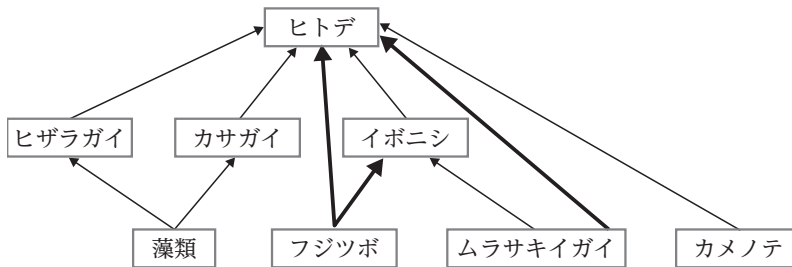 ヒトデ
ヒザラガイ
カサガイ
イボニシ
藻類
フジツボ
ムラサキイガイ
カメノテ